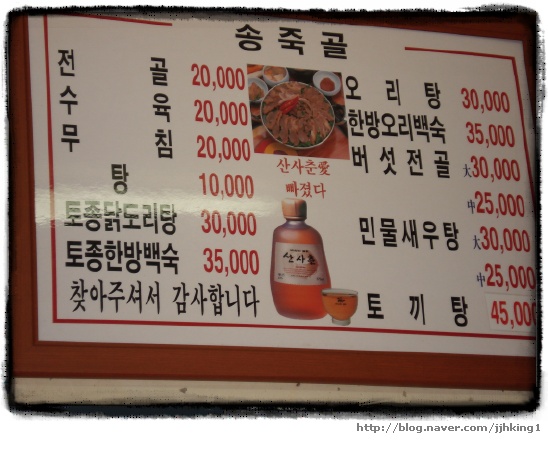 송죽골
전 골 20,000
수 육 20,000
무 침 20,000
탕 10,000
토종닭도리탕 30,000
토종한방백숙 35,000
찾아주셔서 감사합니다
산사춘愛
빠졌다
산사춘
오 리 탕 30,000
한방오리백숙 35,000
버섯전골 大30,000
中25,000
민물새우탕 大30,000
中25,000
토 끼 탕 45,000
http://blog.naver.com/jjhking1